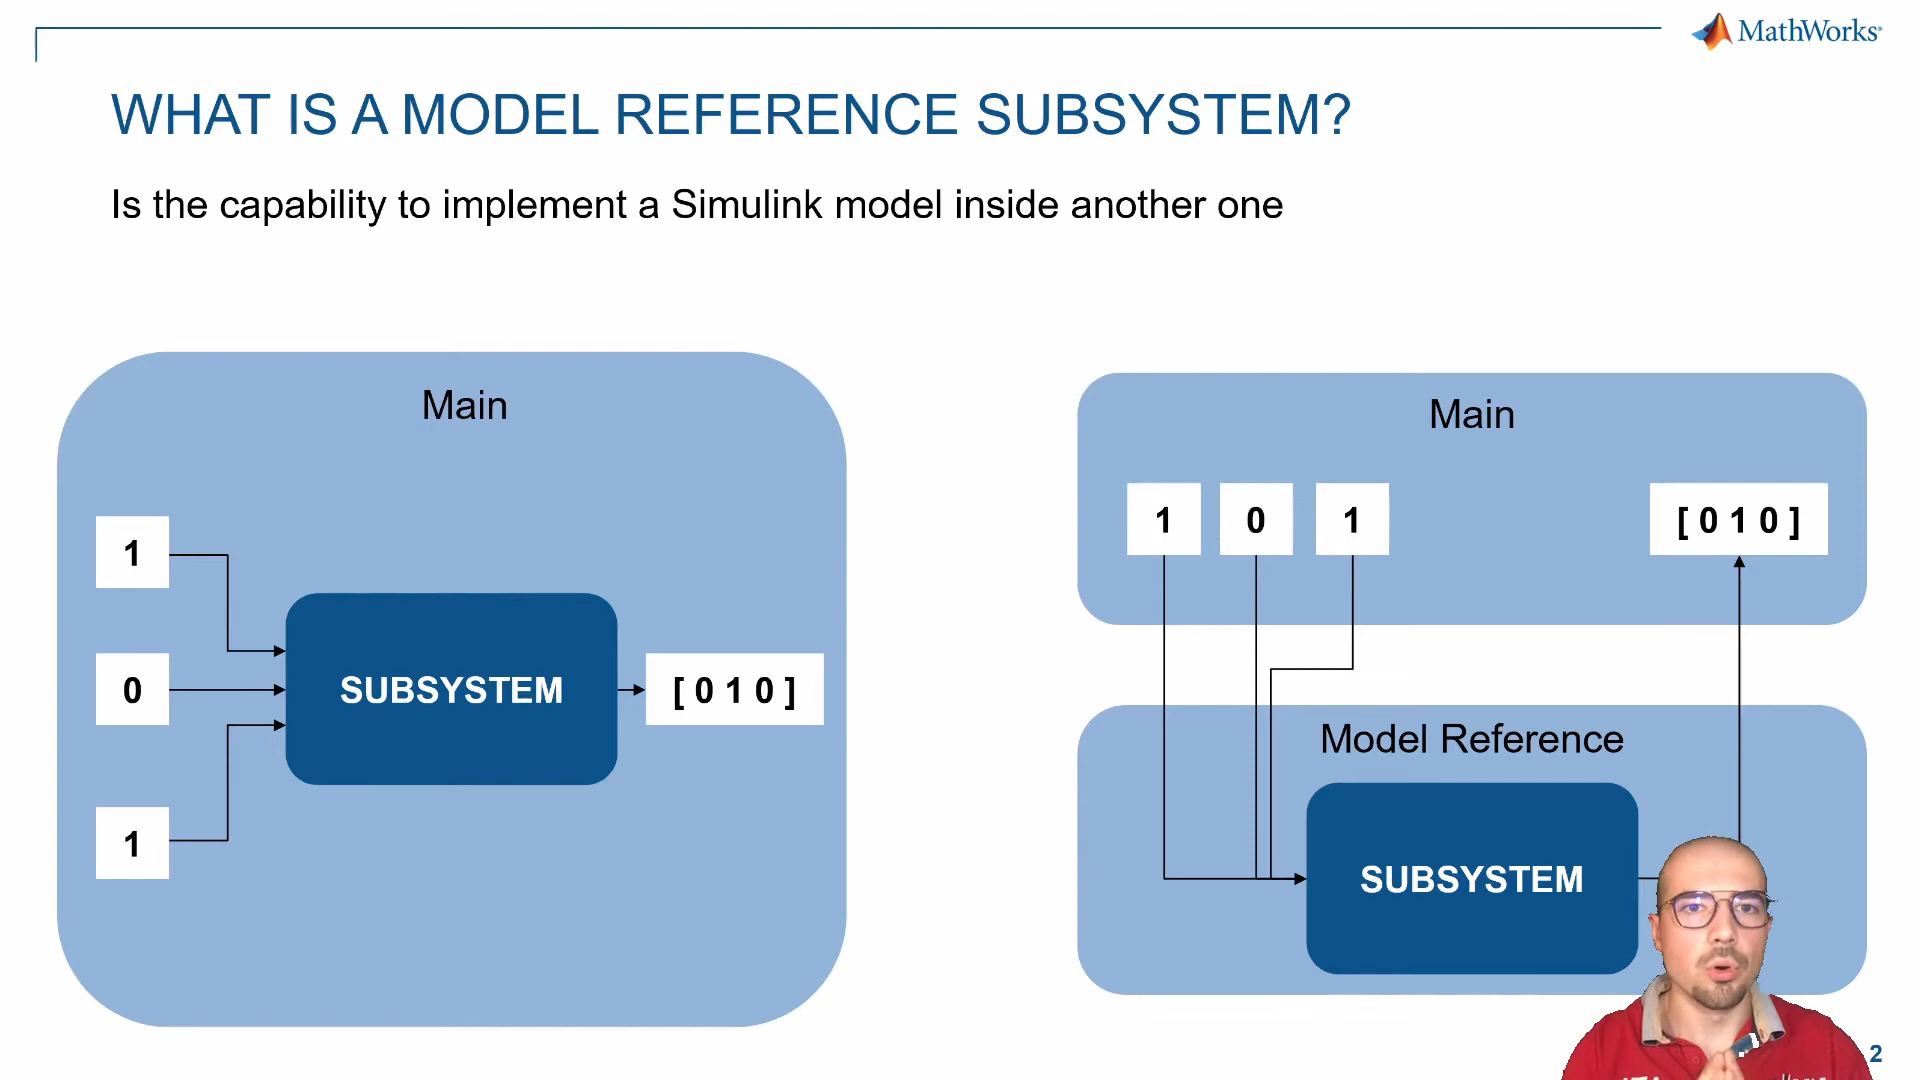 MathWorks
WHAT IS A MODEL REFERENCE SUBSYSTEM?
Is the capability to implement a Simulink model inside another one
Main
1
0
1
SUBSYSTEM
[ 0 1 0 ]
Main
1 0 1 [ 0 1 0 ]
Model Reference
SUBSYSTEM
2